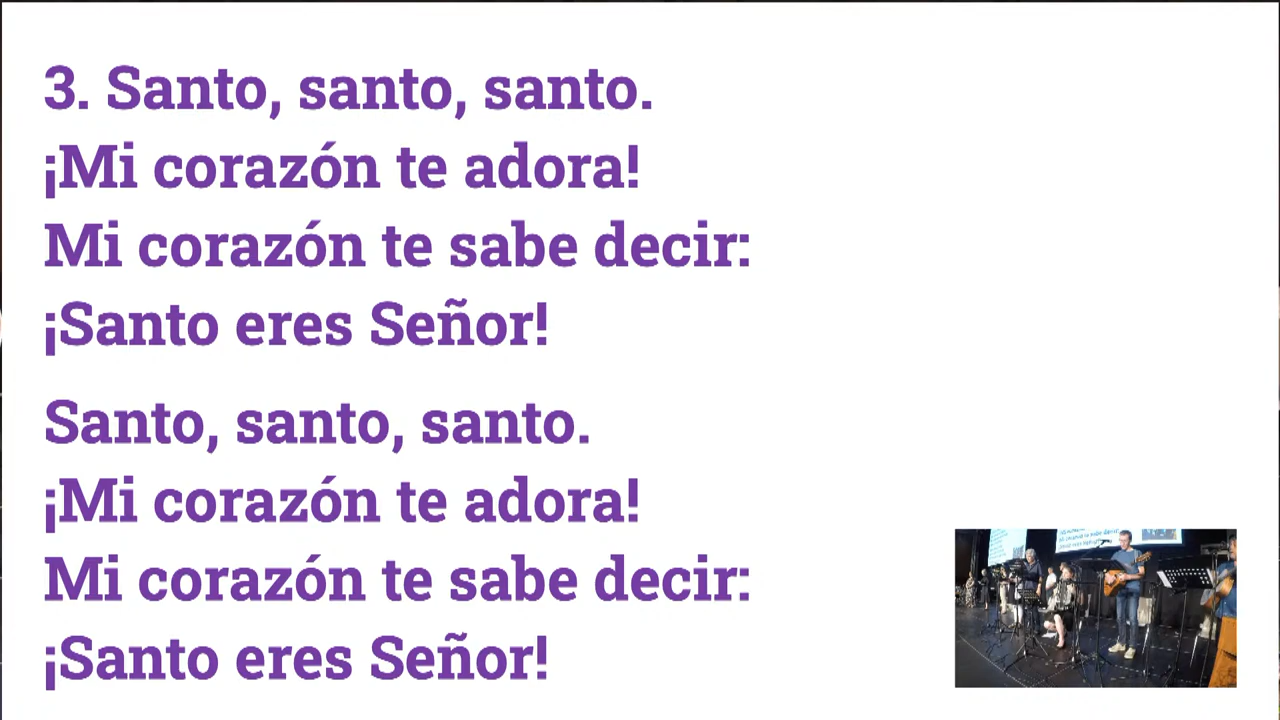 3. Santo, santo, santo.
¡Mi corazón te adora!
Mi corazón te sabe decir:
¡Santo eres Señor!
Santo, santo, santo.
¡Mi corazón te adora!
Mi corazón te sabe decir:
¡Santo eres Señor!